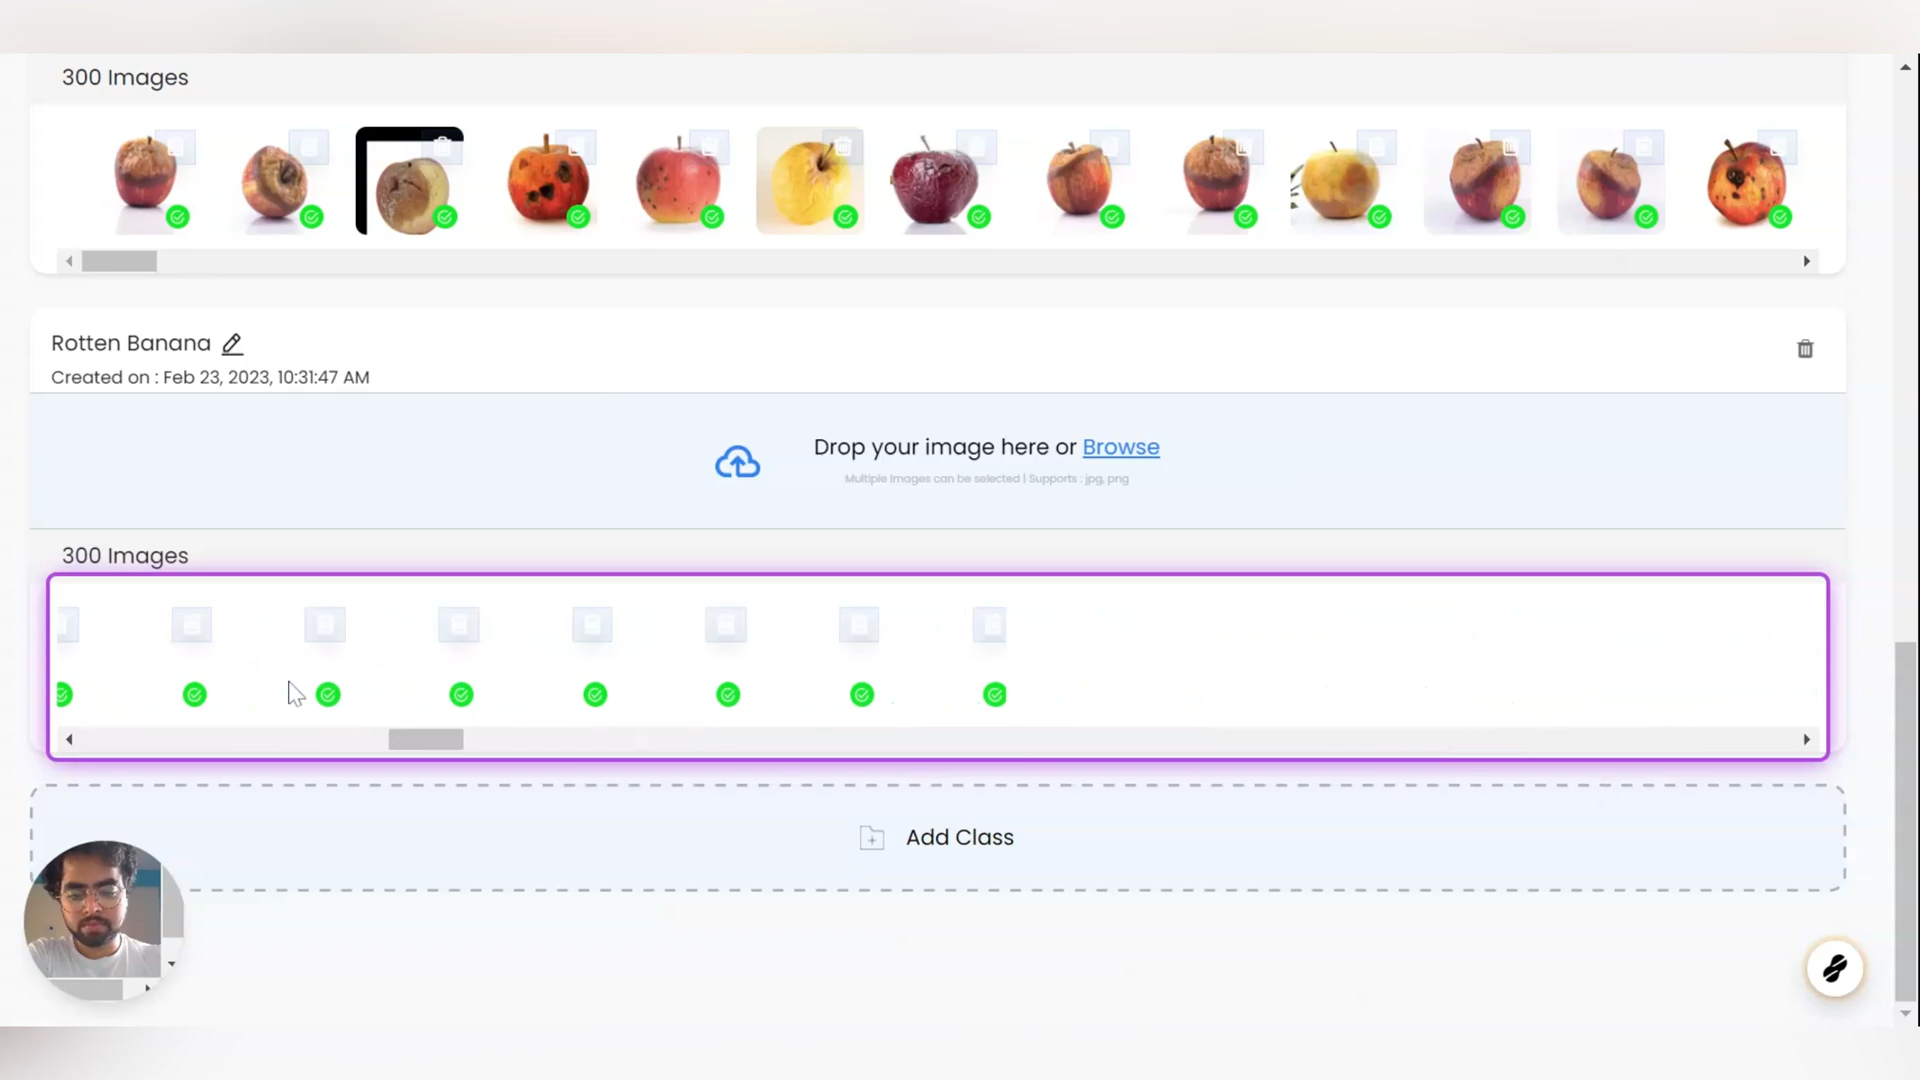 300 Images
Rotten Banana
Created on : Feb 23, 2023, 10:31:47 AM
Drop your image here or Browse
Multiple images can be selected | Supports : jpg, png
300 Images
Add Class